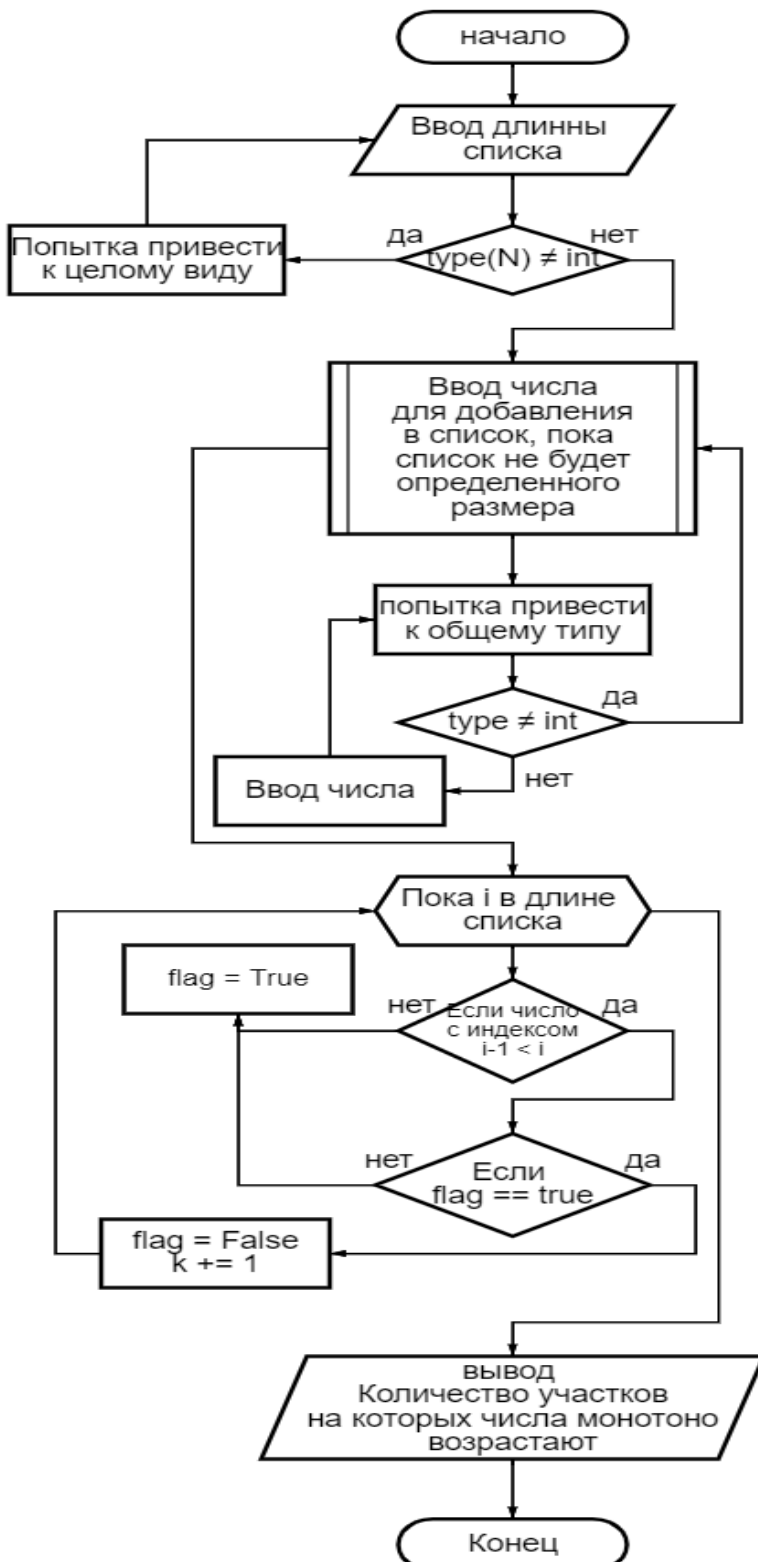 начало
Ввод длинны
списка
да
нет
type(N) ≠ int
Попытка привести
к целому виду
Ввод числа
для добавления
в список, пока
список не будет
определенного
размера
попытка привести
к общему типу
да
type ≠ int
нет
Ввод числа
Пока i в длине
списка
flag = True
нет
Если число
да
с индексом
i-1 < i
нет
Если
да
flag == true
flag = False
k += 1
вывод
Количество участков
на которых числа монотоно
возрастают
Конец